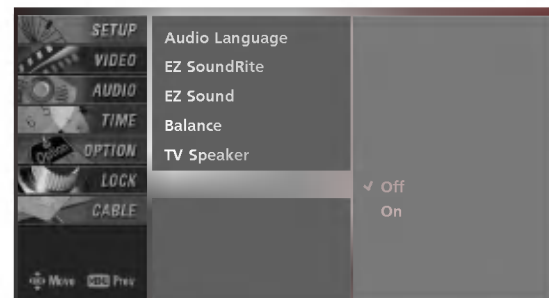 SETUP
VIDEO
AUDIO
TIME
OPTION
LOCK
CABLE
Move MENU Prev
Audio Language
EZ SoundRite
EZ Sound
Balance
TV Speaker
✓ Off
On